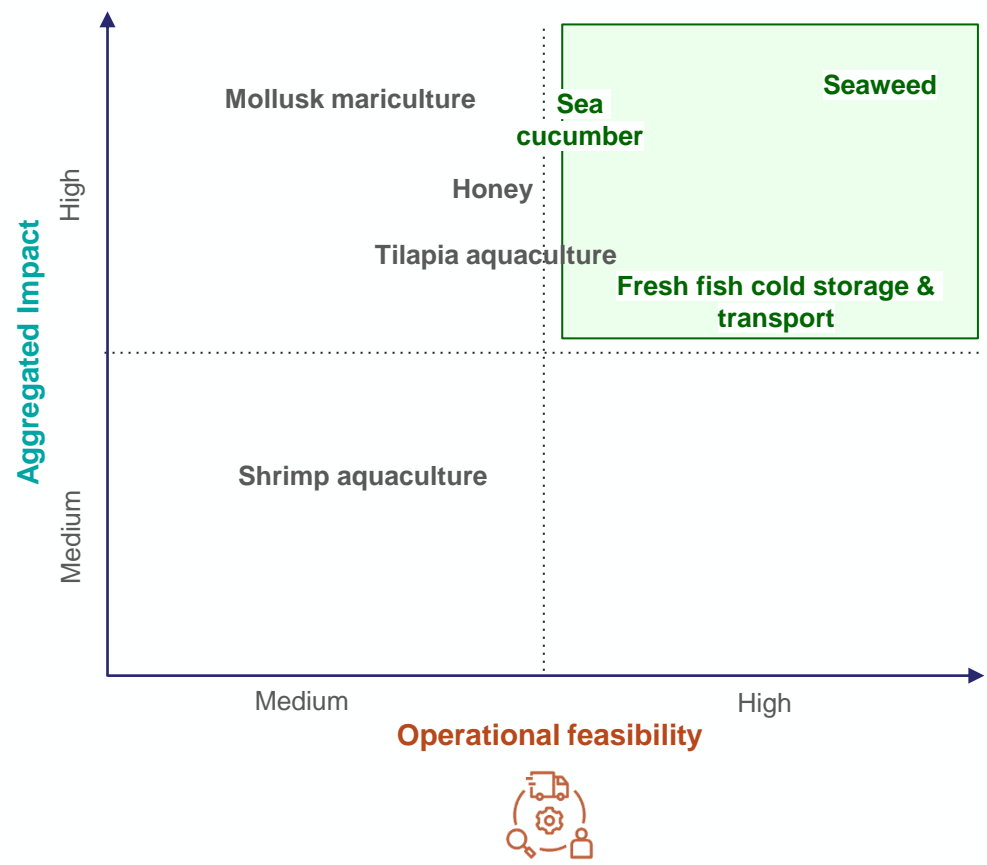 Seaweed
Mollusk mariculture
Sea
cucumber
Honey
High
Tilapia aquaculture
Fresh fish cold storage &
transport
Aggregated Impact
Shrimp aquaculture
Medium
Medium
High
Operational feasibility